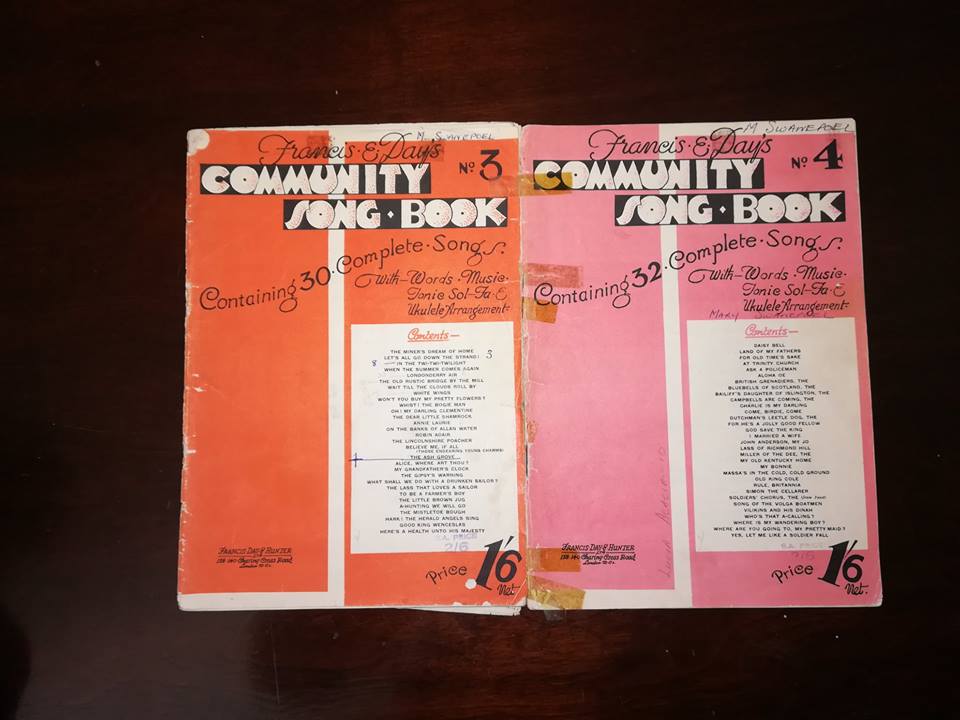 M. SWANEPOEL
Francis·&·Day's
No. 3
COMMUNITY
SONG·BOOK
Containing 30·Complete·Songs·
With–Words·Music·
Tonic Sol–Fa·&
Ukulele Arrangement
Contents—
THE MINER'S DREAM OF HOME
LET'S ALL GO DOWN THE STRAND! 3
8 — IN THE TWI-TWI-TWILIGHT
WHEN THE SUMMER COMES AGAIN
LONDONDERRY AIR
THE OLD RUSTIC BRIDGE BY THE MILL
WAIT TILL THE CLOUDS ROLL BY
WHITE WINGS
WON'T YOU BUY MY PRETTY FLOWERS?
WHIST! THE BOGIE MAN
OH! MY DARLING CLEMENTINE
THE DEAR LITTLE SHAMROCK
ANNIE LAURIE
ON THE BANKS OF ALLAN WATER
ROBIN ADAIR
THE LINCOLNSHIRE POACHER
BELIEVE ME, IF ALL
(THOSE ENDEARING YOUNG CHARMS)
THE ASH GROVE
ALICE, WHERE ART THOU?
MY GRANDFATHER'S CLOCK
THE GIPSY'S WARNING
WHAT SHALL WE DO WITH A DRUNKEN SAILOR?
THE LASS THAT LOVES A SAILOR
TO BE A FARMER'S BOY
THE LITTLE BROWN JUG
A-HUNTING WE WILL GO
THE MISTLETOE BOUGH
HARK! THE HERALD ANGELS SING
GOOD KING WENCESLAS
HERE'S A HEALTH UNTO HIS MAJESTY
S.A. PRICE
2/6
FRANCIS DAY & HUNTER
138-140 Charing Cross Road
London W.C.2.
Price 1'6 Net.
M SWANEPOEL
Francis·&·Day's
No. 4
COMMUNITY
SONG·BOOK
Containing 32·Complete·Songs·
With–Words·Music·
Tonic Sol–Fa·&
Ukulele Arrangement
MARY SWANEPOEL
Contents—
DAISY BELL
LAND OF MY FATHERS
FOR OLD TIME'S SAKE
AT TRINITY CHURCH
ASK A POLICEMAN
ALOHA OE
BRITISH GRENADIERS, THE
BLUEBELLS OF SCOTLAND, THE
BAILIFF'S DAUGHTER OF ISLINGTON, THE
CAMPBELLS ARE COMING, THE
CHARLIE IS MY DARLING
COME, BIRDIE, COME
DUTCHMAN'S LEETLE DOG, THE
FOR HE'S A JOLLY GOOD FELLOW
GOD SAVE THE KING
I MARRIED A WIFE
JOHN ANDERSON, MY JO
LASS OF RICHMOND HILL
MILLER OF THE DEE, THE
MY OLD KENTUCKY HOME
MY BONNIE
MASSA'S IN THE COLD, COLD GROUND
OLD KING COLE
RULE, BRITANNIA
SIMON THE CELLARER
SOLDIERS' CHORUS, THE (from Faust)
SONG OF THE VOLGA BOATMEN
VILIKINS AND HIS DINAH
WHO'S THAT A-CALLING?
WHERE IS MY WANDERING BOY?
WHERE ARE YOU GOING TO, MY PRETTY MAID?
YES, LET ME LIKE A SOLDIER FALL
S.A. PRICE
2/6
FRANCIS DAY & HUNTER
138-140 Charing Cross Road
London W.C.2.
Price 1'6 Net.